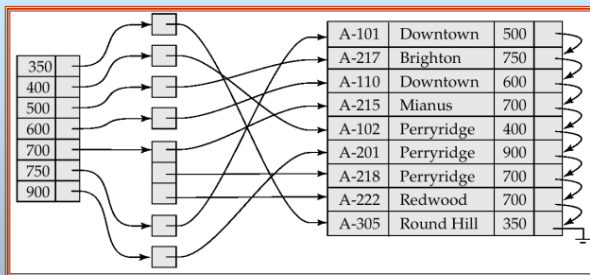 350
400
500
600
700
750
900
A-101 Downtown 500
A-217 Brighton 750
A-110 Downtown 600
A-215 Mianus 700
A-102 Perryridge 400
A-201 Perryridge 900
A-218 Perryridge 700
A-222 Redwood 700
A-305 Round Hill 350